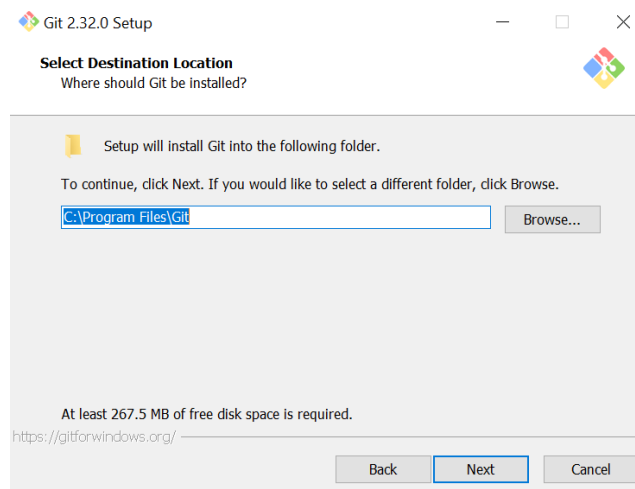 Git 2.32.0 Setup
Select Destination Location
Where should Git be installed?
Setup will install Git into the following folder.
To continue, click Next. If you would like to select a different folder, click Browse.
C:\Program Files\Git
Browse...
At least 267.5 MB of free disk space is required.
https://gitforwindows.org/
Back
Next
Cancel